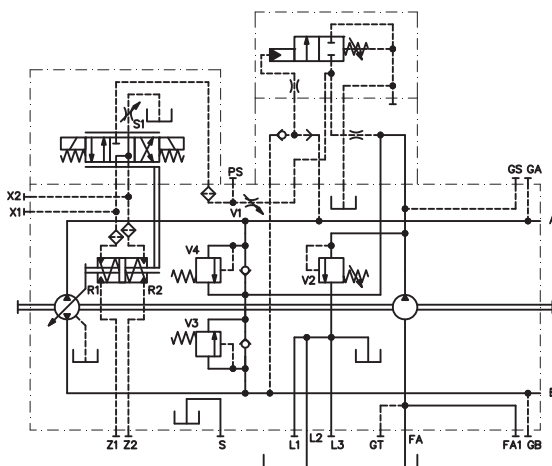 S1
PS
GS GA
X2
X1
V1
A
V4
V2
R1 R2
V3
B
Z1 Z2 S L1 L2 L3 GT FA FA1 GB